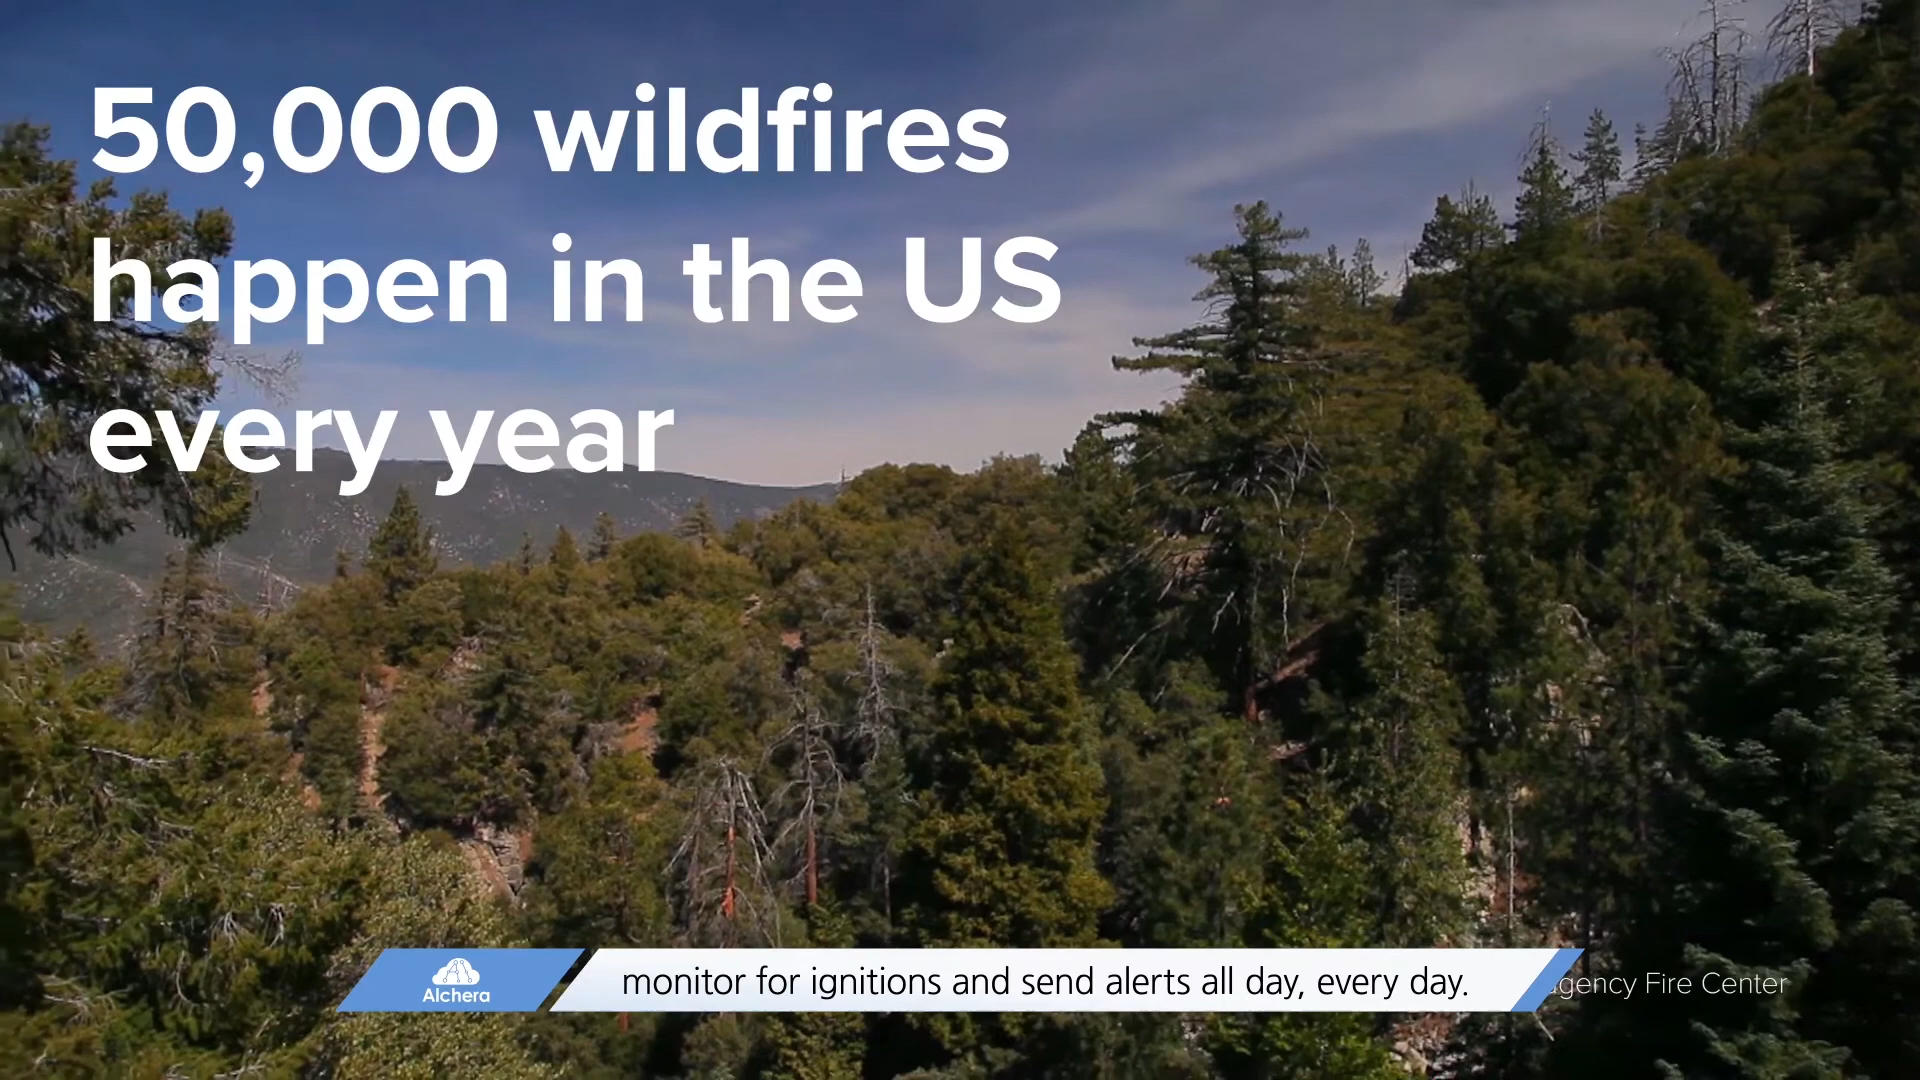 50,000 wildfires
happen in the US
every year
Alchera
monitor for ignitions and send alerts all day, every day.
Fire Center